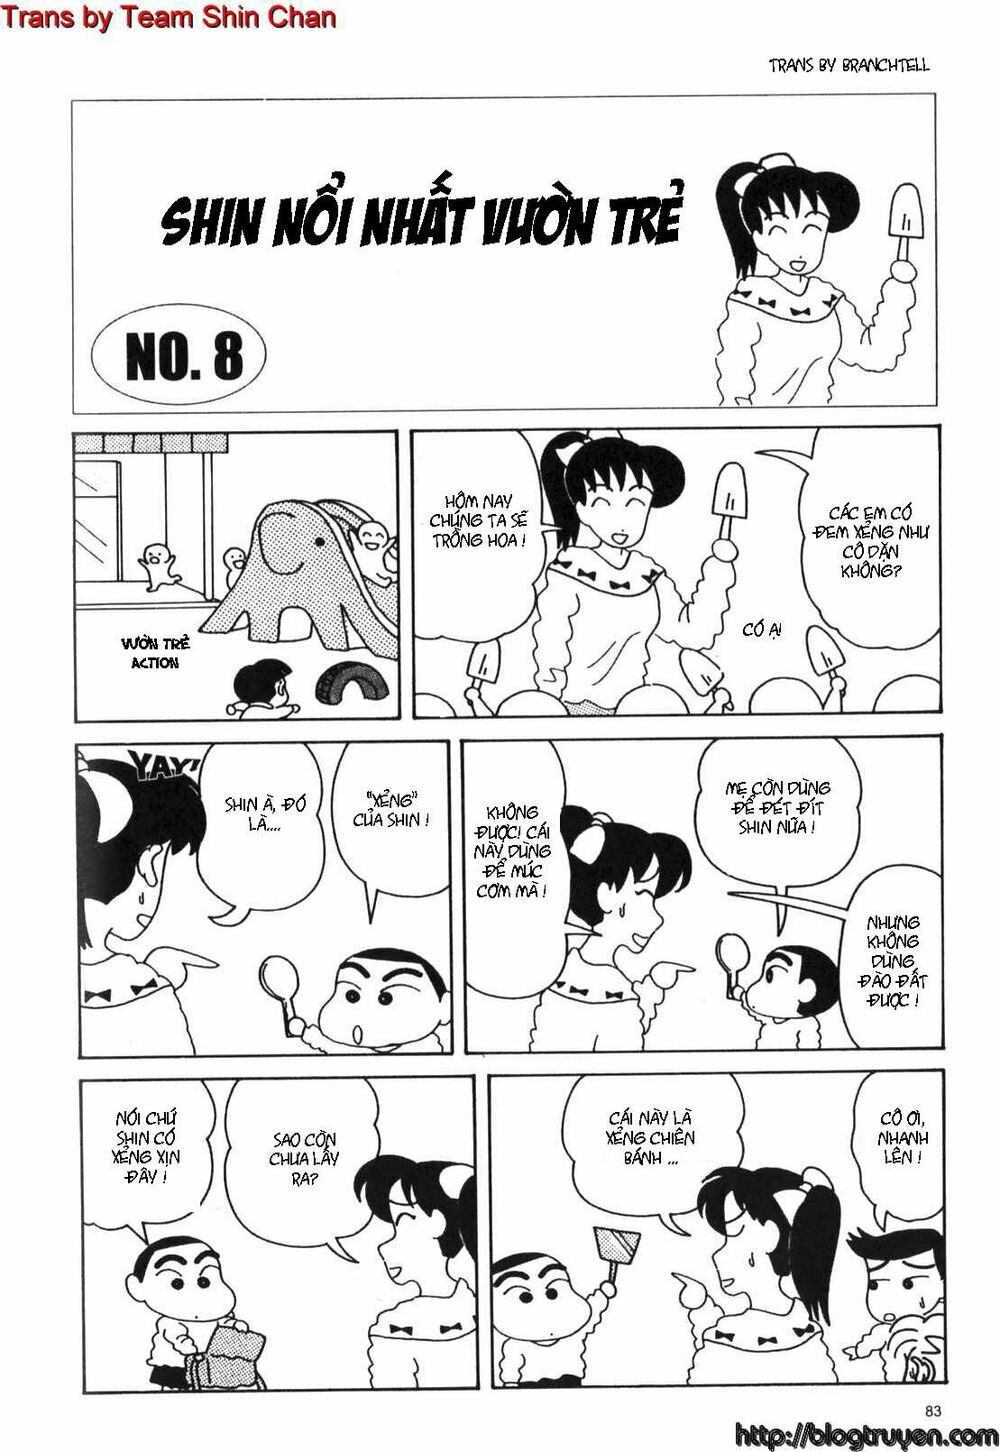 Trans by Team Shin Chan
TRANS BY BRANCHTELL
SHIN NỔI NHẤT VƯỜN TRẺ
NO. 8
VƯỜN TRẺ
ACTION
HÔM NAY
CHÚNG TA SẼ
TRỒNG HOA !
CÁC EM CÓ
ĐEM XẺNG NHƯ
CÔ DẶN
KHÔNG?
CÓ Ạ!
YAY!
SHIN À, ĐÓ
LÀ....
"XẺNG"
CỦA SHIN !
KHÔNG
ĐƯỢC! CÁI
NÀY DÙNG
ĐỂ MÚC
CƠM MÀ !
MẸ CÒN DÙNG
ĐỂ ĐÉT ĐÍT
SHIN NỮA !
NHƯNG
KHÔNG
DÙNG
ĐÀO ĐẤT
ĐƯỢC !
NÓI CHỨ
SHIN CÓ
XẺNG XỊN
ĐÂY !
SAO CÒN
CHƯA LẤY
RA?
CÁI NÀY LÀ
XẺNG CHIÊN
BÁNH ...
CÔ ƠI,
NHANH
LÊN !
83
http://blogtruyen.com